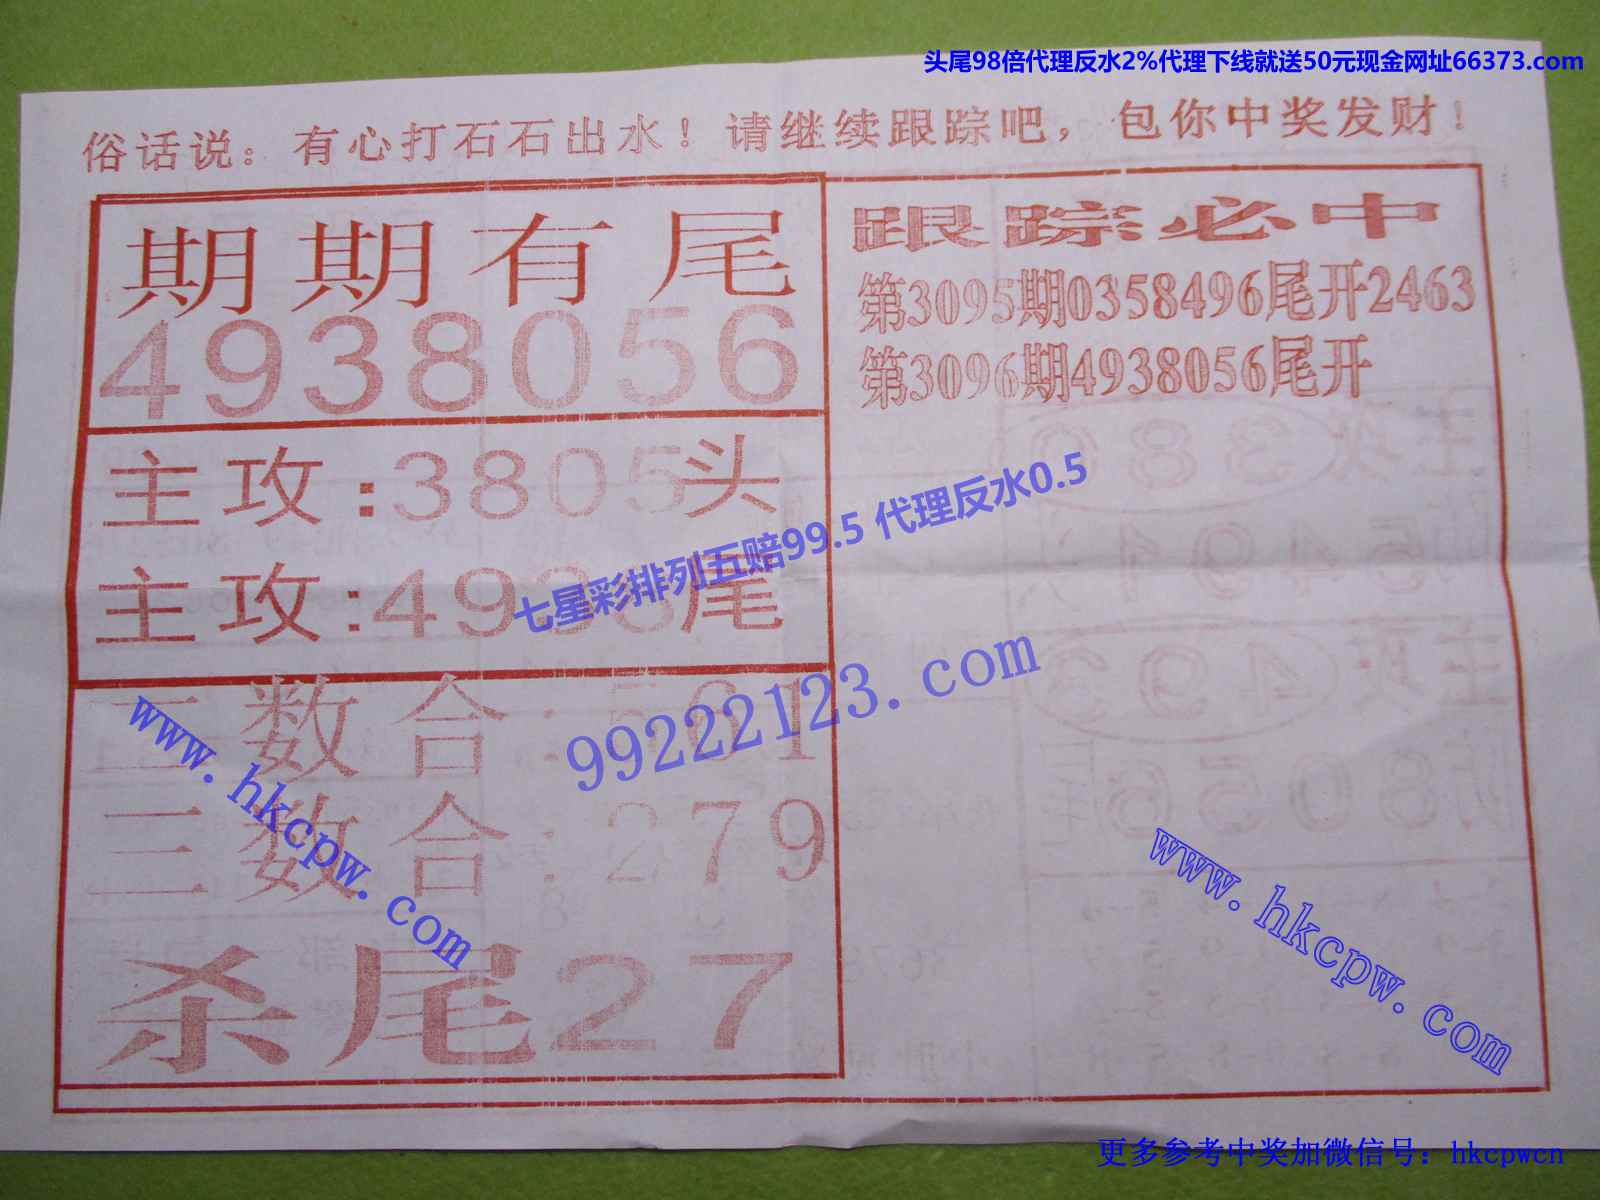 头尾98倍代理反水2%代理下线就送50元现金网址66373.com
俗话说：有心打石石出水！请继续跟踪吧，包你中奖发财！
期期有尾
4938056
主攻:3805头
主攻:4938尾
二数合:561
三数合:279
杀尾27
跟踪必中
第3095期0358496尾开2463
第3096期4938056尾开
七星彩排列五赔99.5 代理反水0.5
99222123.com
www.hkcpw.com
www.hkcpw.com
更多参考中奖加微信号：hkcpwcn